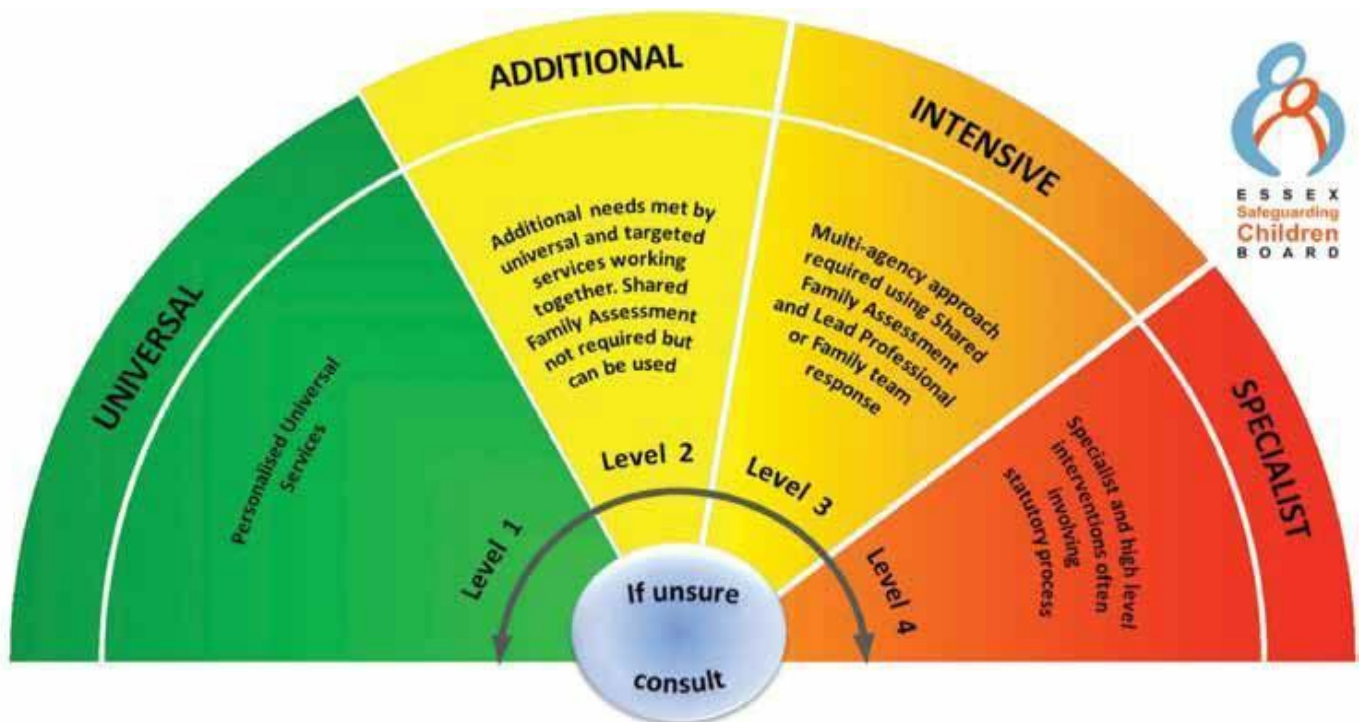 UNIVERSAL
Personalised Universal
Services
Level 1
ADDITIONAL
Additional needs met by
universal and targeted
services working
together. Shared
Family Assessment
not required but
can be used
Level 2
INTENSIVE
Multi-agency approach
required using Shared
Family Assessment
and Lead Professional
or Family team
response
Level 3
SPECIALIST
Specialist and high level
interventions often
involving
statutory process
Level 4
If unsure
consult
ESSEX
Safeguarding
Children
BOARD